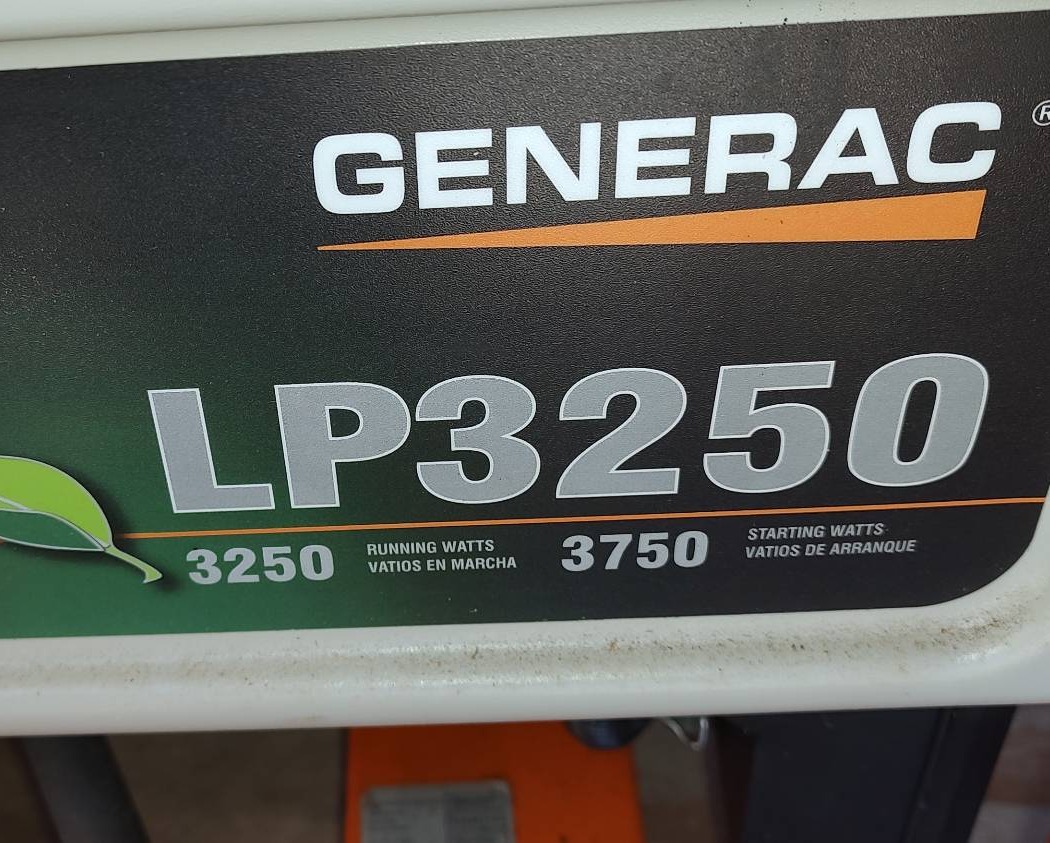 GENERAC®
LP3250
3250 RUNNING WATTS
VATIOS EN MARCHA
3750 STARTING WATTS
VATIOS DE ARRANQUE